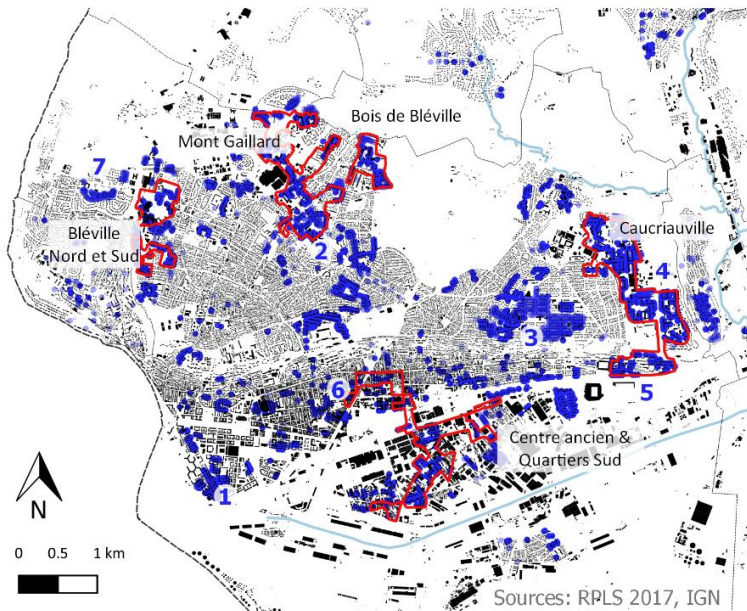 Bois de Bléville
Mont Gaillard
7
Bléville
Nord et Sud
2
Caucriauville
4
3
6
5
Centre ancien &
Quartiers Sud
1
N
0 0.5 1 km
Sources: RPLS 2017, IGN